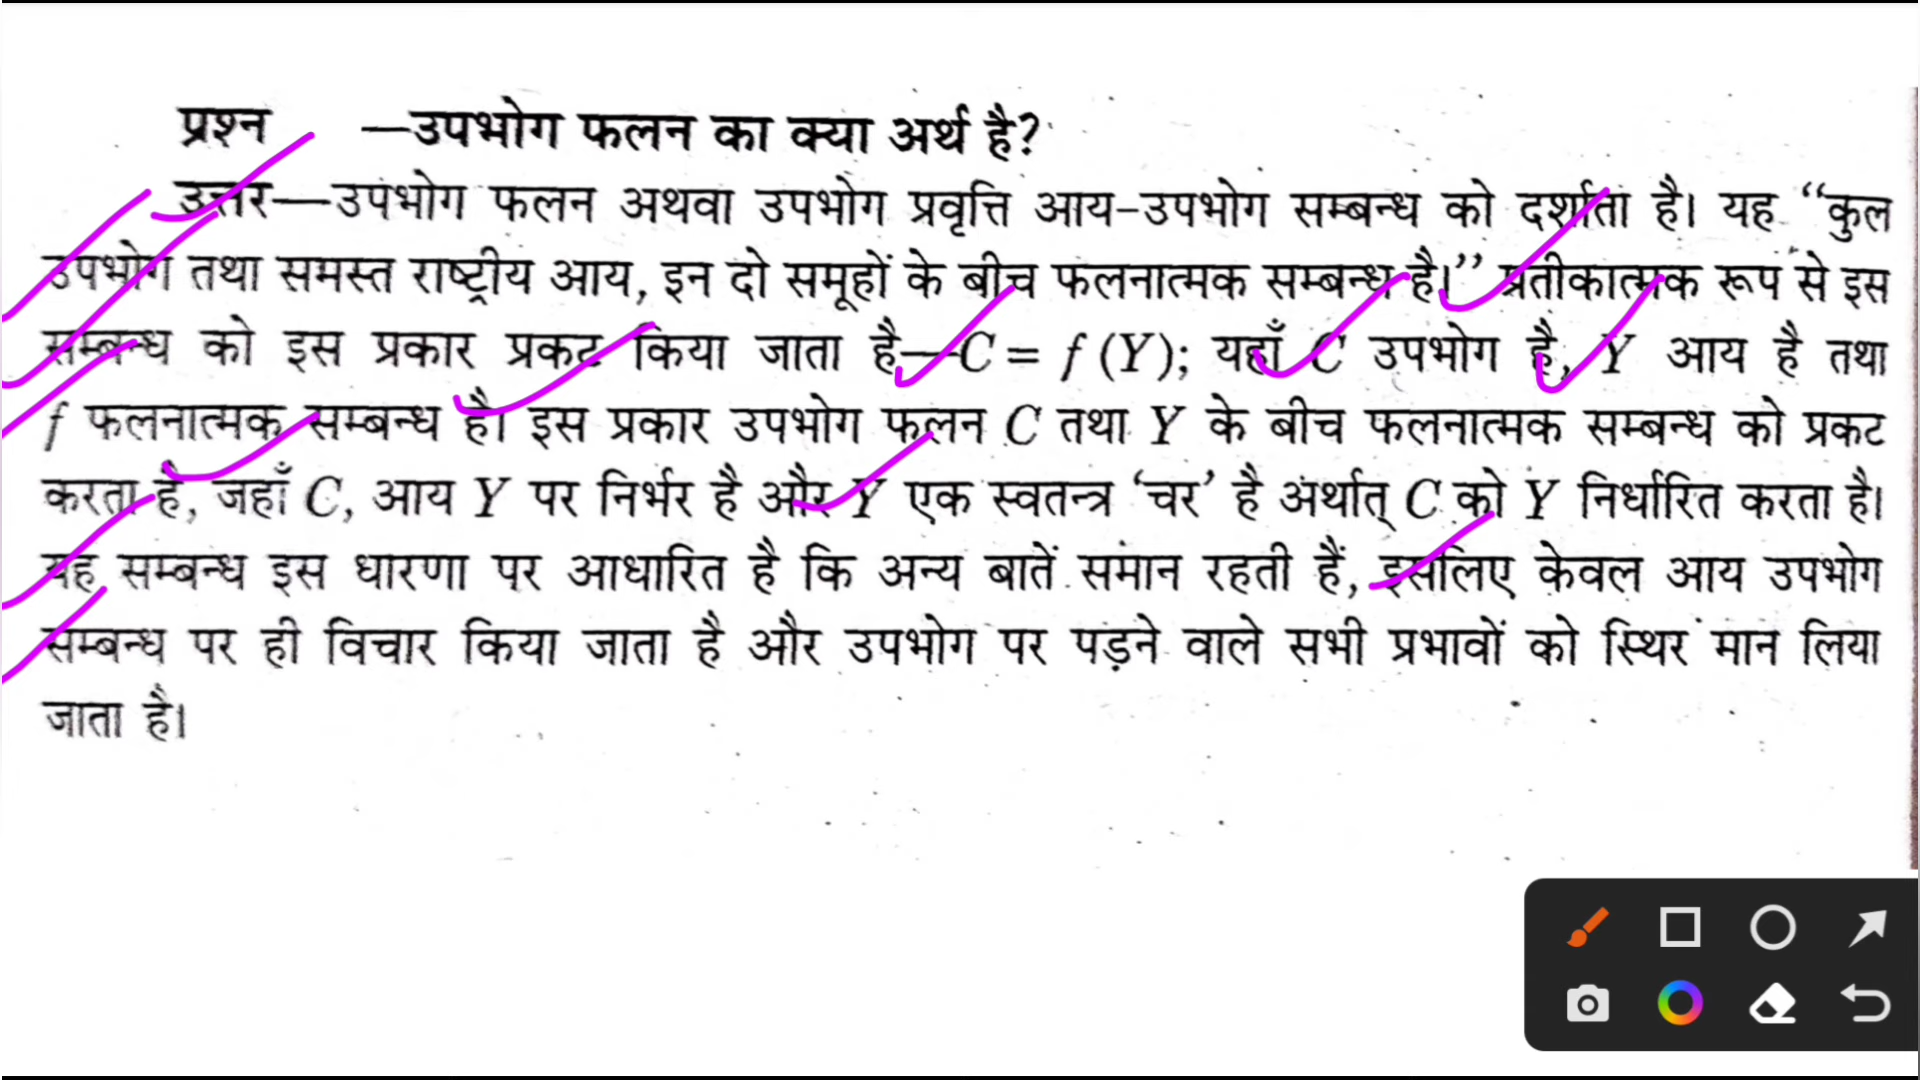 प्रश्न —उपभोग फलन का क्या अर्थ है?
उत्तर—उपभोग फलन अथवा उपभोग प्रवृत्ति आय-उपभोग सम्बन्ध को दर्शाता है। यह “कुल
उपभोग तथा समस्त राष्ट्रीय आय, इन दो समूहों के बीच फलनात्मक सम्बन्ध है।” प्रतीकात्मक रूप से इस
सम्बन्ध को इस प्रकार प्रकट किया जाता है—C = f (Y); यहाँ C उपभोग है, Y आय है तथा
f फलनात्मक सम्बन्ध है। इस प्रकार उपभोग फलन C तथा Y के बीच फलनात्मक सम्बन्ध को प्रकट
करता है, जहाँ C, आय Y पर निर्भर है और Y एक स्वतन्त्र ‘चर’ है अर्थात् C को Y निर्धारित करता है।
यह सम्बन्ध इस धारणा पर आधारित है कि अन्य बातें समान रहती हैं, इसलिए केवल आय उपभोग
सम्बन्ध पर ही विचार किया जाता है और उपभोग पर पड़ने वाले सभी प्रभावों को स्थिर मान लिया
जाता है।